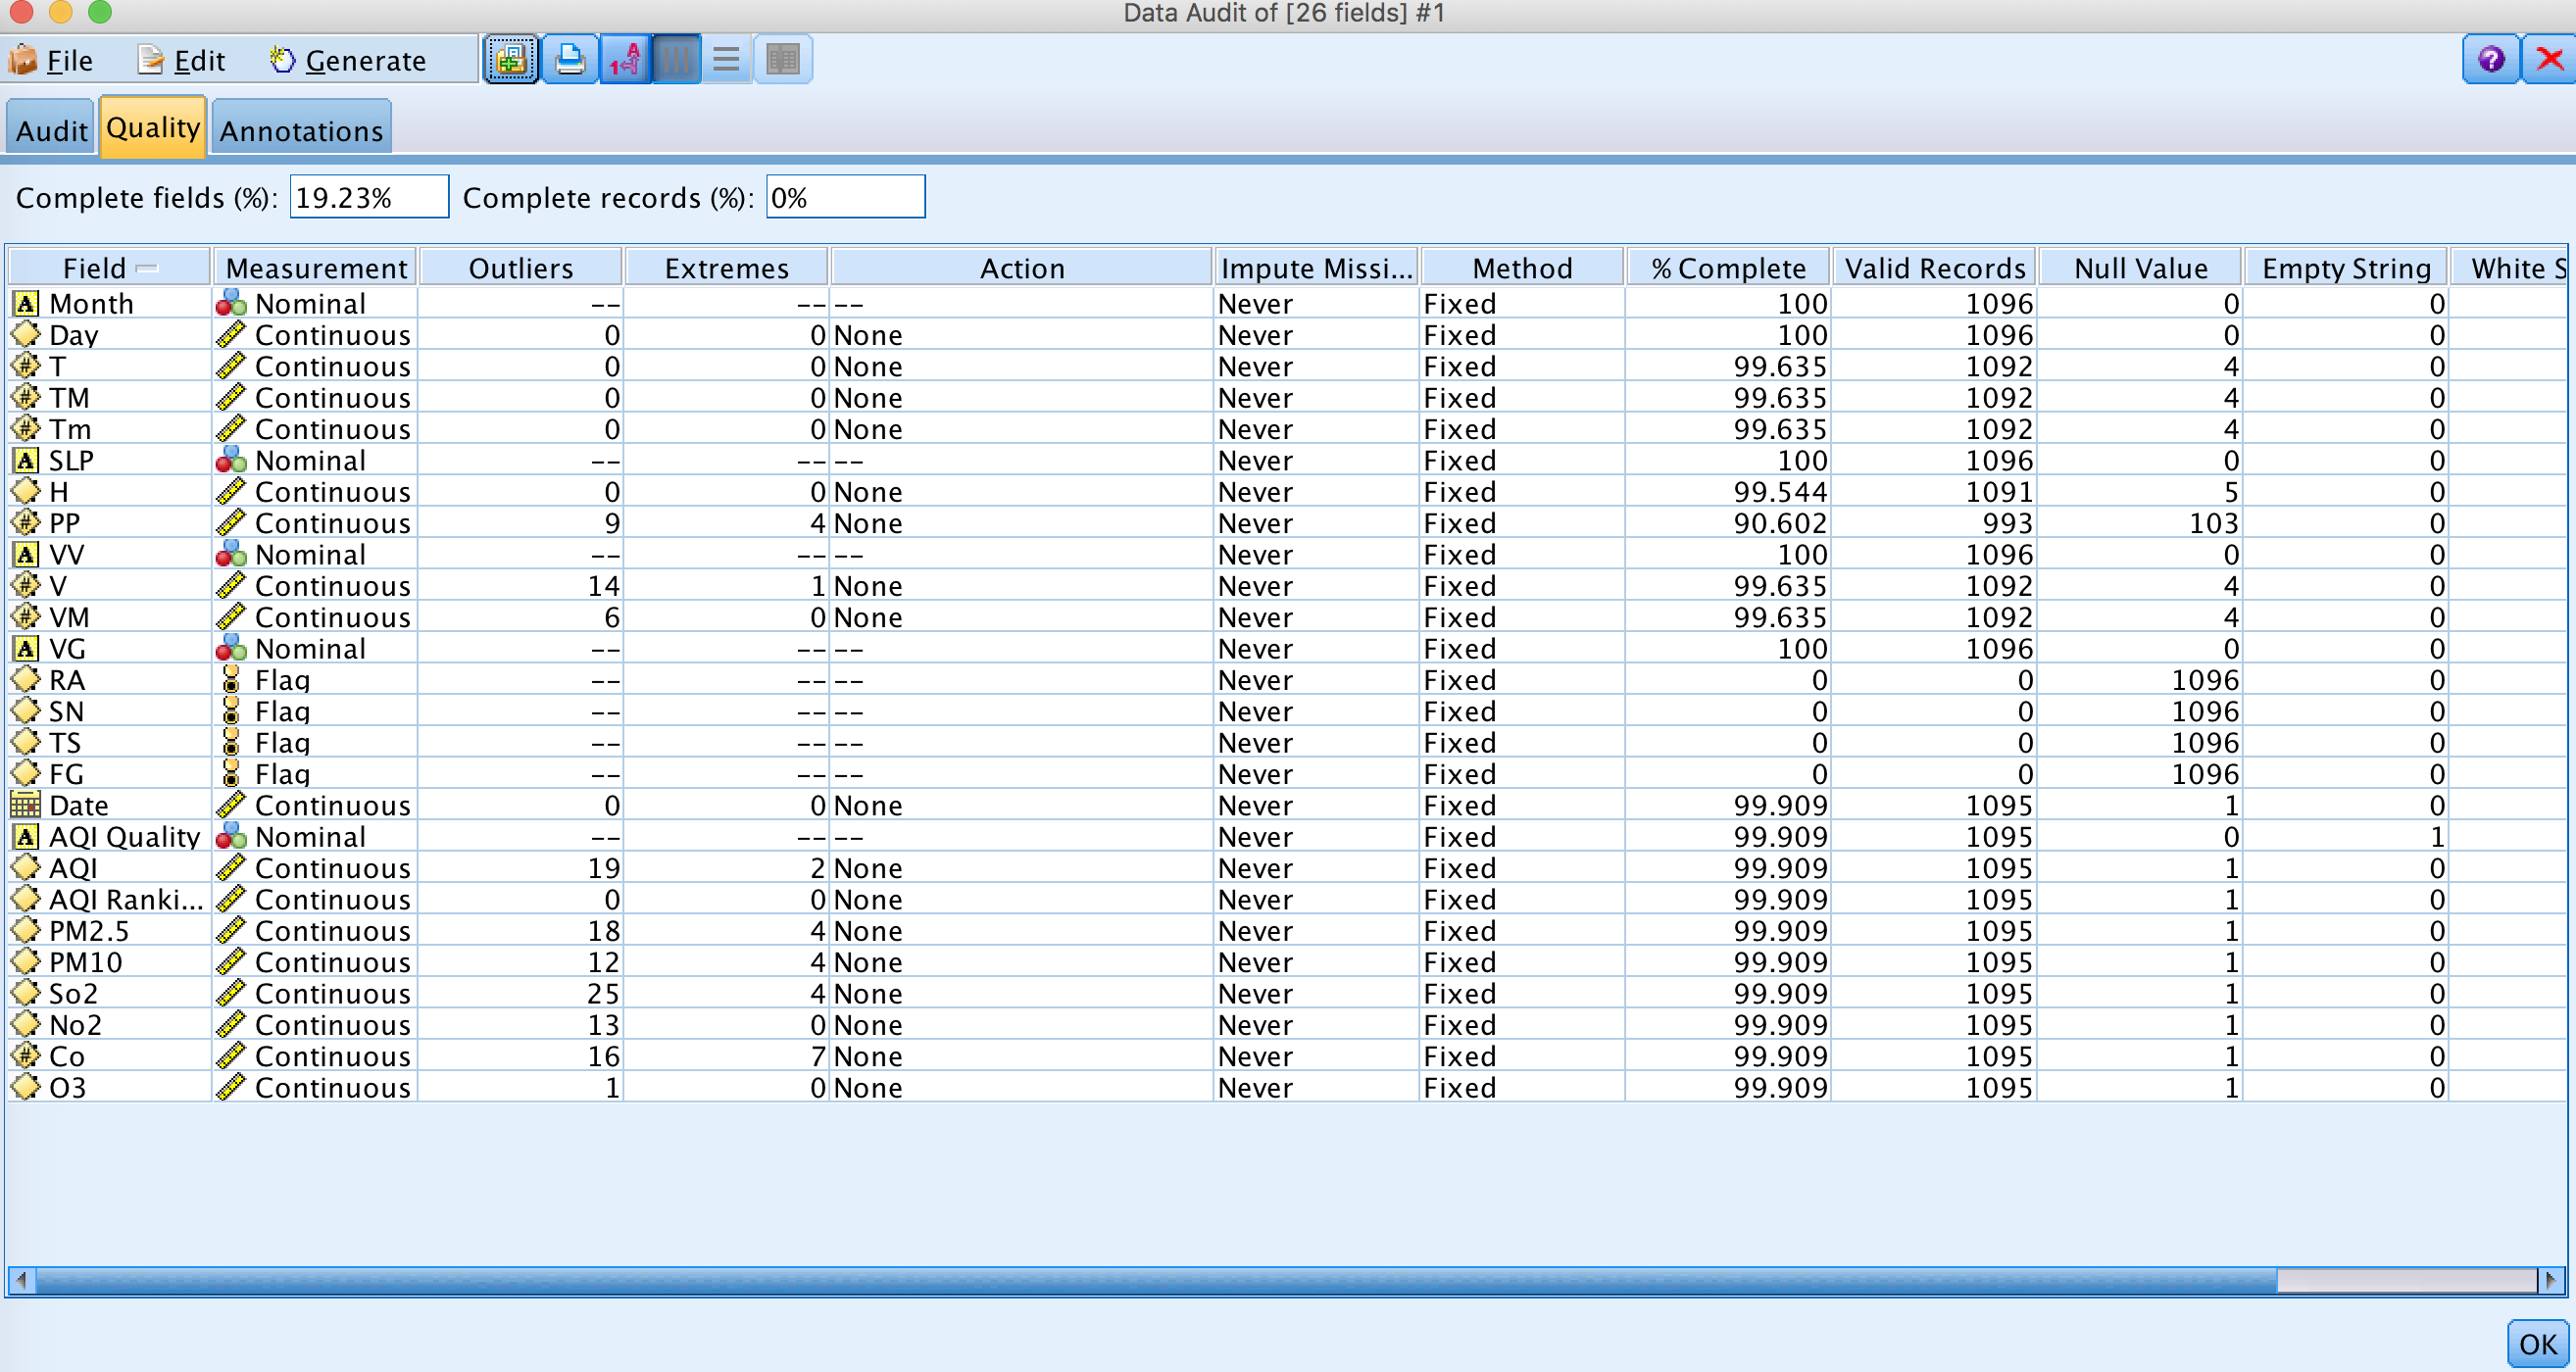 Data Audit of [26 fields] #1
File Edit Generate
Audit Quality Annotations
Complete fields (%): 19.23% Complete records (%): 0%
Field Measurement Outliers Extremes Action Impute Missi... Method % Complete Valid Records Null Value Empty String White S
Month Nominal -- -- -- Never Fixed 100 1096 0 0
Day Continuous 0 0 None Never Fixed 100 1096 0 0
T Continuous 0 0 None Never Fixed 99.635 1092 4 0
TM Continuous 0 0 None Never Fixed 99.635 1092 4 0
Tm Continuous 0 0 None Never Fixed 99.635 1092 4 0
SLP Nominal -- -- -- Never Fixed 100 1096 0 0
H Continuous 0 0 None Never Fixed 99.544 1091 5 0
PP Continuous 9 4 None Never Fixed 90.602 993 103 0
VV Nominal -- -- -- Never Fixed 100 1096 0 0
V Continuous 14 1 None Never Fixed 99.635 1092 4 0
VM Continuous 6 0 None Never Fixed 99.635 1092 4 0
VG Nominal -- -- -- Never Fixed 100 1096 0 0
RA Flag -- -- -- Never Fixed 0 0 1096 0
SN Flag -- -- -- Never Fixed 0 0 1096 0
TS Flag -- -- -- Never Fixed 0 0 1096 0
FG Flag -- -- -- Never Fixed 0 0 1096 0
Date Continuous 0 0 None Never Fixed 99.909 1095 1 0
AQI Quality Nominal -- -- -- Never Fixed 99.909 1095 0 1
AQI Continuous 19 2 None Never Fixed 99.909 1095 1 0
AQI Ranki... Continuous 0 0 None Never Fixed 99.909 1095 1 0
PM2.5 Continuous 18 4 None Never Fixed 99.909 1095 1 0
PM10 Continuous 12 4 None Never Fixed 99.909 1095 1 0
So2 Continuous 25 4 None Never Fixed 99.909 1095 1 0
No2 Continuous 13 0 None Never Fixed 99.909 1095 1 0
Co Continuous 16 7 None Never Fixed 99.909 1095 1 0
O3 Continuous 1 0 None Never Fixed 99.909 1095 1 0
OK